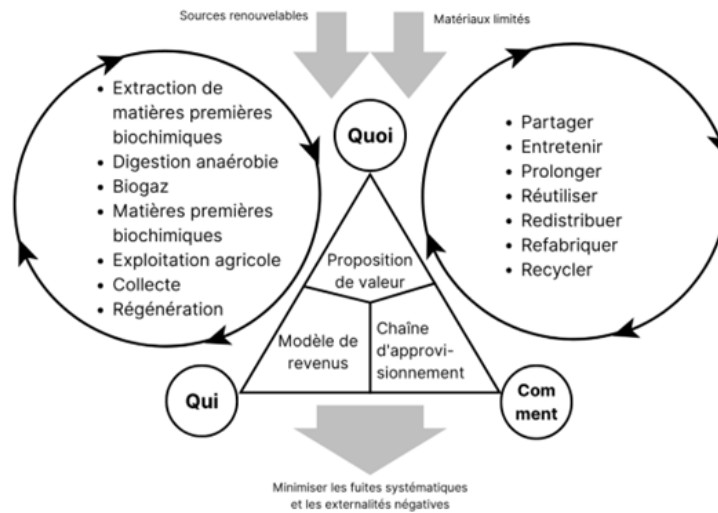 Sources renouvelables
Matériaux limités
• Extraction de
matières premières
biochimiques
• Digestion anaérobie
• Biogaz
• Matières premières
biochimiques
• Exploitation agricole
• Collecte
• Régénération
Quoi
• Partager
• Entretenir
• Prolonger
• Réutiliser
• Redistribuer
• Refabriquer
• Recycler
Proposition
de valeur
Modèle de
revenus
Chaîne
d'approvi-
sionnement
Qui
Com
ment
Minimiser les fuites systématiques
et les externalités négatives